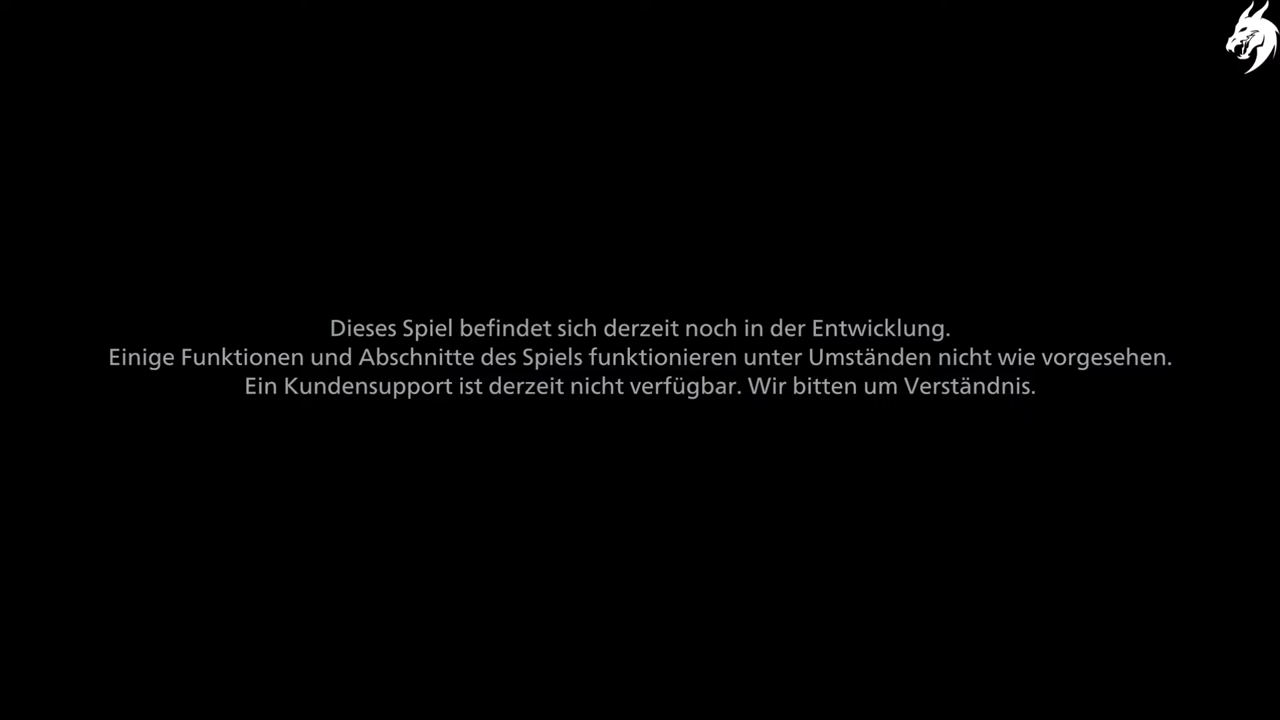 Dieses Spiel befindet sich derzeit noch in der Entwicklung.
Einige Funktionen und Abschnitte des Spiels funktionieren unter Umständen nicht wie vorgesehen.
Ein Kundensupport ist derzeit nicht verfügbar. Wir bitten um Verständnis.